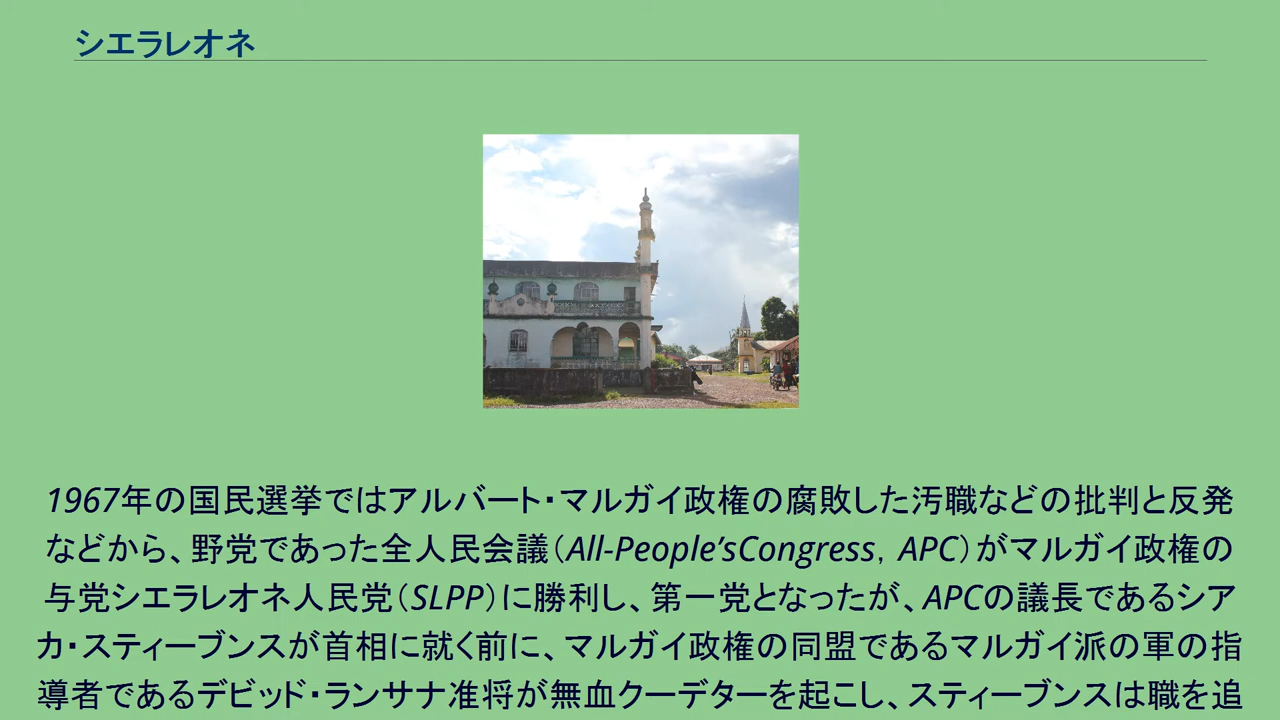 シエラレオネ
1967年の国民選挙ではアルバート・マルガイ政権の腐敗した汚職などの批判と反発
などから、野党であった全人民会議（All-People’sCongress，APC）がマルガイ政権の
与党シエラレオネ人民党（SLPP）に勝利し、第一党となったが、APCの議長であるシア
カ・スティーブンスが首相に就く前に、マルガイ政権の同盟であるマルガイ派の軍の指
導者であるデビッド・ランサナ准将が無血クーデターを起こし、スティーブンスは職を追